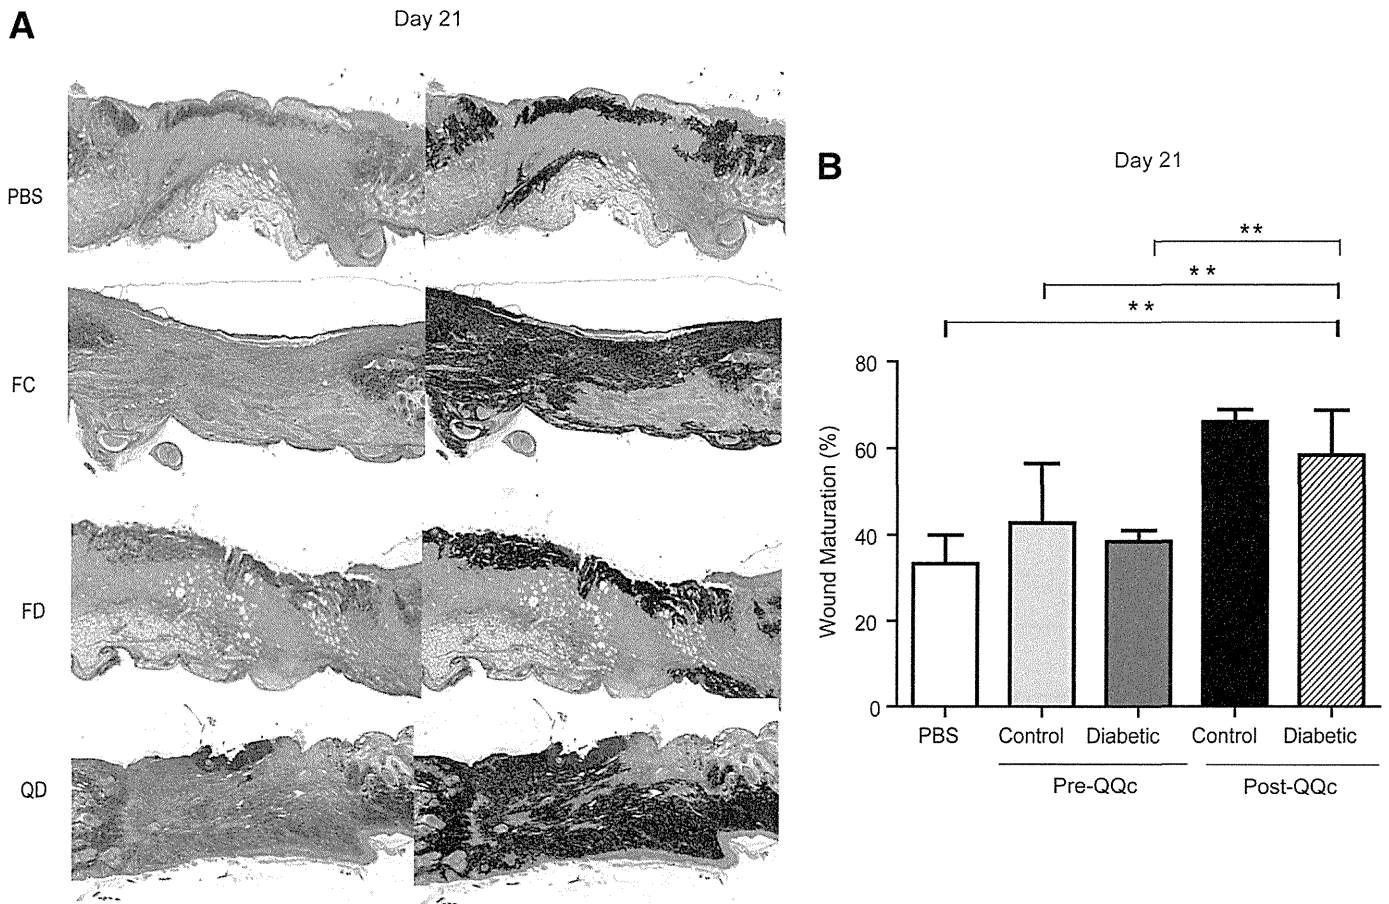 A
Day 21
PBS
FC
FD
QD
B
Day 21
**
**
**
Wound Maturation (%)
80
60
40
20
0
PBS
Control
Diabetic
Control
Diabetic
Pre-QQc
Post-QQc